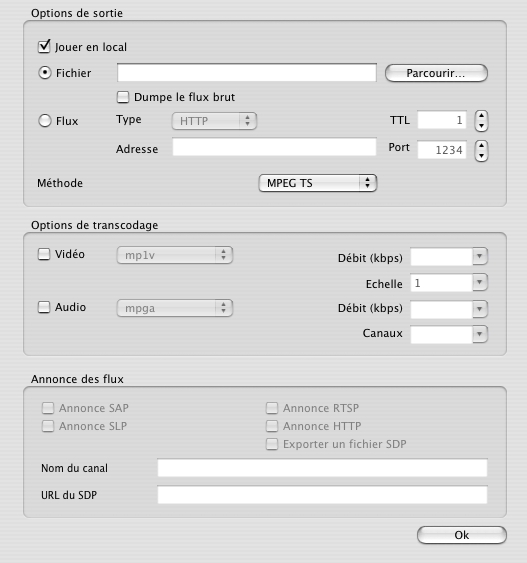 Options de sortie
Jouer en local
Fichier Parcourir...
Dumpe le flux brut
Flux Type HTTP TTL 1
Adresse Port 1234
Méthode MPEG TS
Options de transcodage
Vidéo mp1v Débit (kbps)
Echelle 1
Audio mpga Débit (kbps)
Canaux
Annonce des flux
Annonce SAP Annonce RTSP
Annonce SLP Annonce HTTP
Exporter un fichier SDP
Nom du canal
URL du SDP
Ok